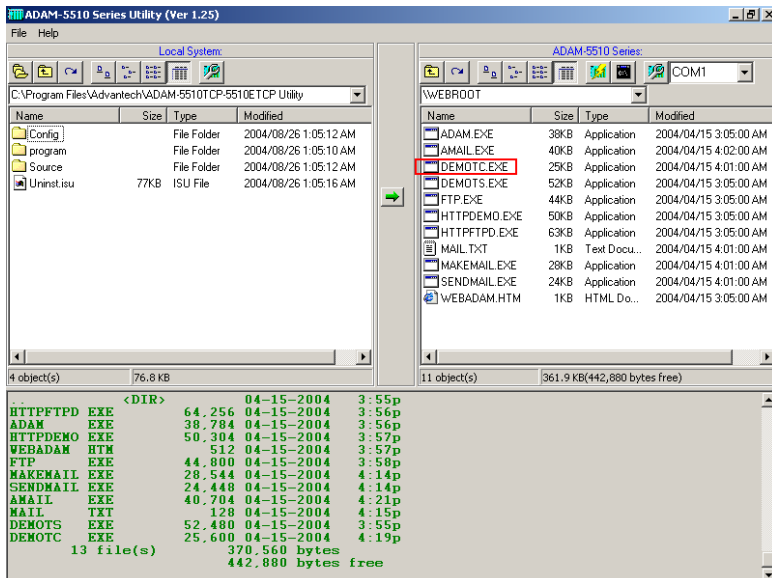 ADAM-5510 Series Utility (Ver 1.25)
File Help
Local System:
C:\Program Files\Advantech\ADAM-5510TCP-5510ETCP Utility
Name Size Type Modified
Config File Folder 2004/08/26 1:05:12 AM
program File Folder 2004/08/26 1:05:10 AM
Source File Folder 2004/08/26 1:05:12 AM
Uninst.isu 77KB ISU File 2004/08/26 1:05:16 AM
4 object(s) 76.8 KB
ADAM-5510 Series:
COM1
\WEBROOT
Name Size Type Modified
ADAM.EXE 38KB Application 2004/04/15 3:05:00 AM
AMAIL.EXE 40KB Application 2004/04/15 4:02:00 AM
DEMOTC.EXE 25KB Application 2004/04/15 4:01:00 AM
DEMOTS.EXE 52KB Application 2004/04/15 3:05:00 AM
FTP.EXE 44KB Application 2004/04/15 3:05:00 AM
HTTPDEMO.EXE 50KB Application 2004/04/15 3:05:00 AM
HTTPFTPD.EXE 63KB Application 2004/04/15 3:05:00 AM
MAIL.TXT 1KB Text Docu... 2004/04/15 4:01:00 AM
MAKEMAIL.EXE 28KB Application 2004/04/15 4:01:00 AM
SENDMAIL.EXE 24KB Application 2004/04/15 4:01:00 AM
WEBADAM.HTM 1KB HTML Do... 2004/04/15 3:05:00 AM
11 object(s) 361.9 KB(442,880 bytes free)
.. <DIR> 04-15-2004 3:55p
HTTPFTPD EXE 64,256 04-15-2004 3:56p
ADAM EXE 38,784 04-15-2004 3:56p
HTTPDEMO EXE 50,304 04-15-2004 3:57p
WEBADAM HTM 512 04-15-2004 3:57p
FTP EXE 44,800 04-15-2004 3:58p
MAKEMAIL EXE 28,544 04-15-2004 4:14p
SENDMAIL EXE 24,448 04-15-2004 4:14p
AMAIL EXE 40,704 04-15-2004 4:21p
MAIL TXT 128 04-15-2004 4:15p
DEMOTS EXE 52,480 04-15-2004 3:55p
DEMOTC EXE 25,600 04-15-2004 4:19p
13 file(s) 370,560 bytes
442,880 bytes free